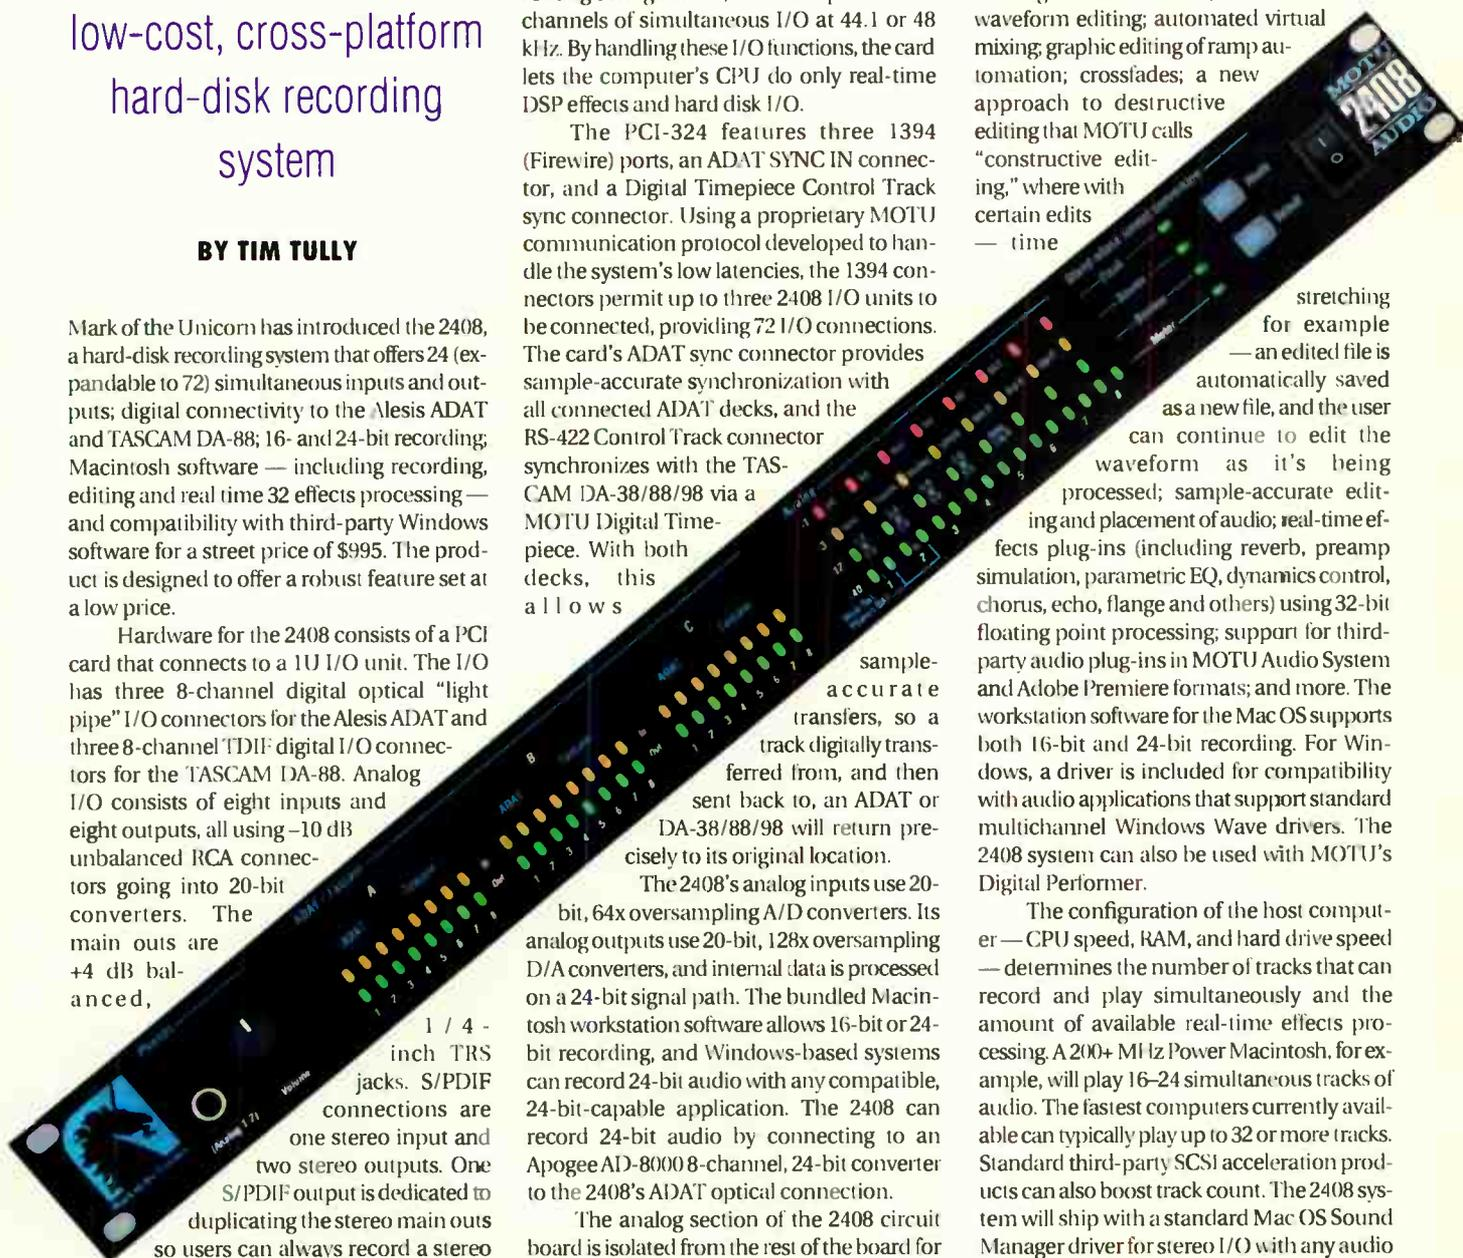 low-cost, cross-platform
hard-disk recording
system
BY TIM TULLY
Mark of the Unicorn has introduced the 2408,
a hard-disk recording system that offers 24 (ex-
pandable to 72) simultaneous inputs and out-
puts; digital connectivity to the Alesis ADAT
and TASCAM DA-88; 16- and 24-bit recording;
Macintosh software — including recording,
editing and real time 32 effects processing —
and compatibility with third-party Windows
software for a street price of $995. The prod-
uct is designed to offer a robust feature set at
a low price.
Hardware for the 2408 consists of a PCI
card that connects to a 1U I/O unit. The I/O
has three 8-channel digital optical “light
pipe” I/O connectors for the Alesis ADAT and
three 8-channel TDIF digital I/O connec-
tors for the TASCAM DA-88. Analog
I/O consists of eight inputs and
eight outputs, all using –10 dB
unbalanced RCA connec-
tors going into 20-bit
converters. The
main outs are
+4 dB bal-
anced,
1/4-
inch TRS
jacks. S/PDIF
connections are
one stereo input and
two stereo outputs. One
S/PDIF output is dedicated to
duplicating the stereo main outs
so users can always record a stereo
channels of simultaneous I/O at 44.1 or 48
kHz. By handling these I/O functions, the card
lets the computer's CPU do only real-time
DSP effects and hard disk I/O.
The PCI-324 features three 1394
(Firewire) ports, an ADAT SYNC IN connec-
tor, and a Digital Timepiece Control Track
sync connector. Using a proprietary MOTU
communication protocol developed to han-
dle the system's low latencies, the 1394 con-
nectors permit up to three 2408 I/O units to
be connected, providing 72 I/O connections.
The card's ADAT sync connector provides
sample-accurate synchronization with
all connected ADAT decks, and the
RS-422 Control Track connector
synchronizes with the TAS-
CAM DA-38/88/98 via a
MOTU Digital Time-
piece. With both
decks, this
allows
sample-
accurate
transfers, so a
track digitally trans-
ferred from, and then
sent back to, an ADAT or
DA-38/88/98 will return pre-
cisely to its original location.
The 2408's analog inputs use 20-
bit, 64x oversampling A/D converters. Its
analog outputs use 20-bit, 128x oversampling
D/A converters, and internal data is processed
on a 24-bit signal path. The bundled Macin-
tosh workstation software allows 16-bit or 24-
bit recording, and Windows-based systems
can record 24-bit audio with any compatible,
24-bit-capable application. The 2408 can
record 24-bit audio by connecting to an
Apogee AD-8000 8-channel, 24-bit converter
to the 2408's ADAT optical connection.
The analog section of the 2408 circuit
board is isolated from the rest of the board for
waveform editing; automated virtual
mixing; graphic editing of ramp au-
tomation; crossfades; a new
approach to destructive
editing that MOTU calls
“constructive edit-
ing,” where with
certain edits
— time
stretching
for example
— an edited file is
automatically saved
as a new file, and the user
can continue to edit the
waveform as it's being
processed; sample-accurate edit-
ing and placement of audio; real-time ef-
fects plug-ins (including reverb, preamp
simulation, parametric EQ, dynamics control,
chorus, echo, flange and others) using 32-bit
floating point processing; support for third-
party audio plug-ins in MOTU Audio System
and Adobe Premiere formats; and more. The
workstation software for the Mac OS supports
both 16-bit and 24-bit recording. For Win-
dows, a driver is included for compatibility
with audio applications that support standard
multichannel Windows Wave drivers. The
2408 system can also be used with MOTU's
Digital Performer.
The configuration of the host comput-
er — CPU speed, RAM, and hard drive speed
— determines the number of tracks that can
record and play simultaneously and the
amount of available real-time effects pro-
cessing. A 200+ MHz Power Macintosh, for ex-
ample, will play 16–24 simultaneous tracks of
audio. The fastest computers currently avail-
able can typically play up to 32 or more tracks.
Standard third-party SCSI acceleration prod-
ucts can also boost track count. The 2408 sys-
tem will ship with a standard Mac OS Sound
Manager driver for stereo I/O with any audio
MOTU
2408
AUDIO
Volume
A
B
C
ADAT